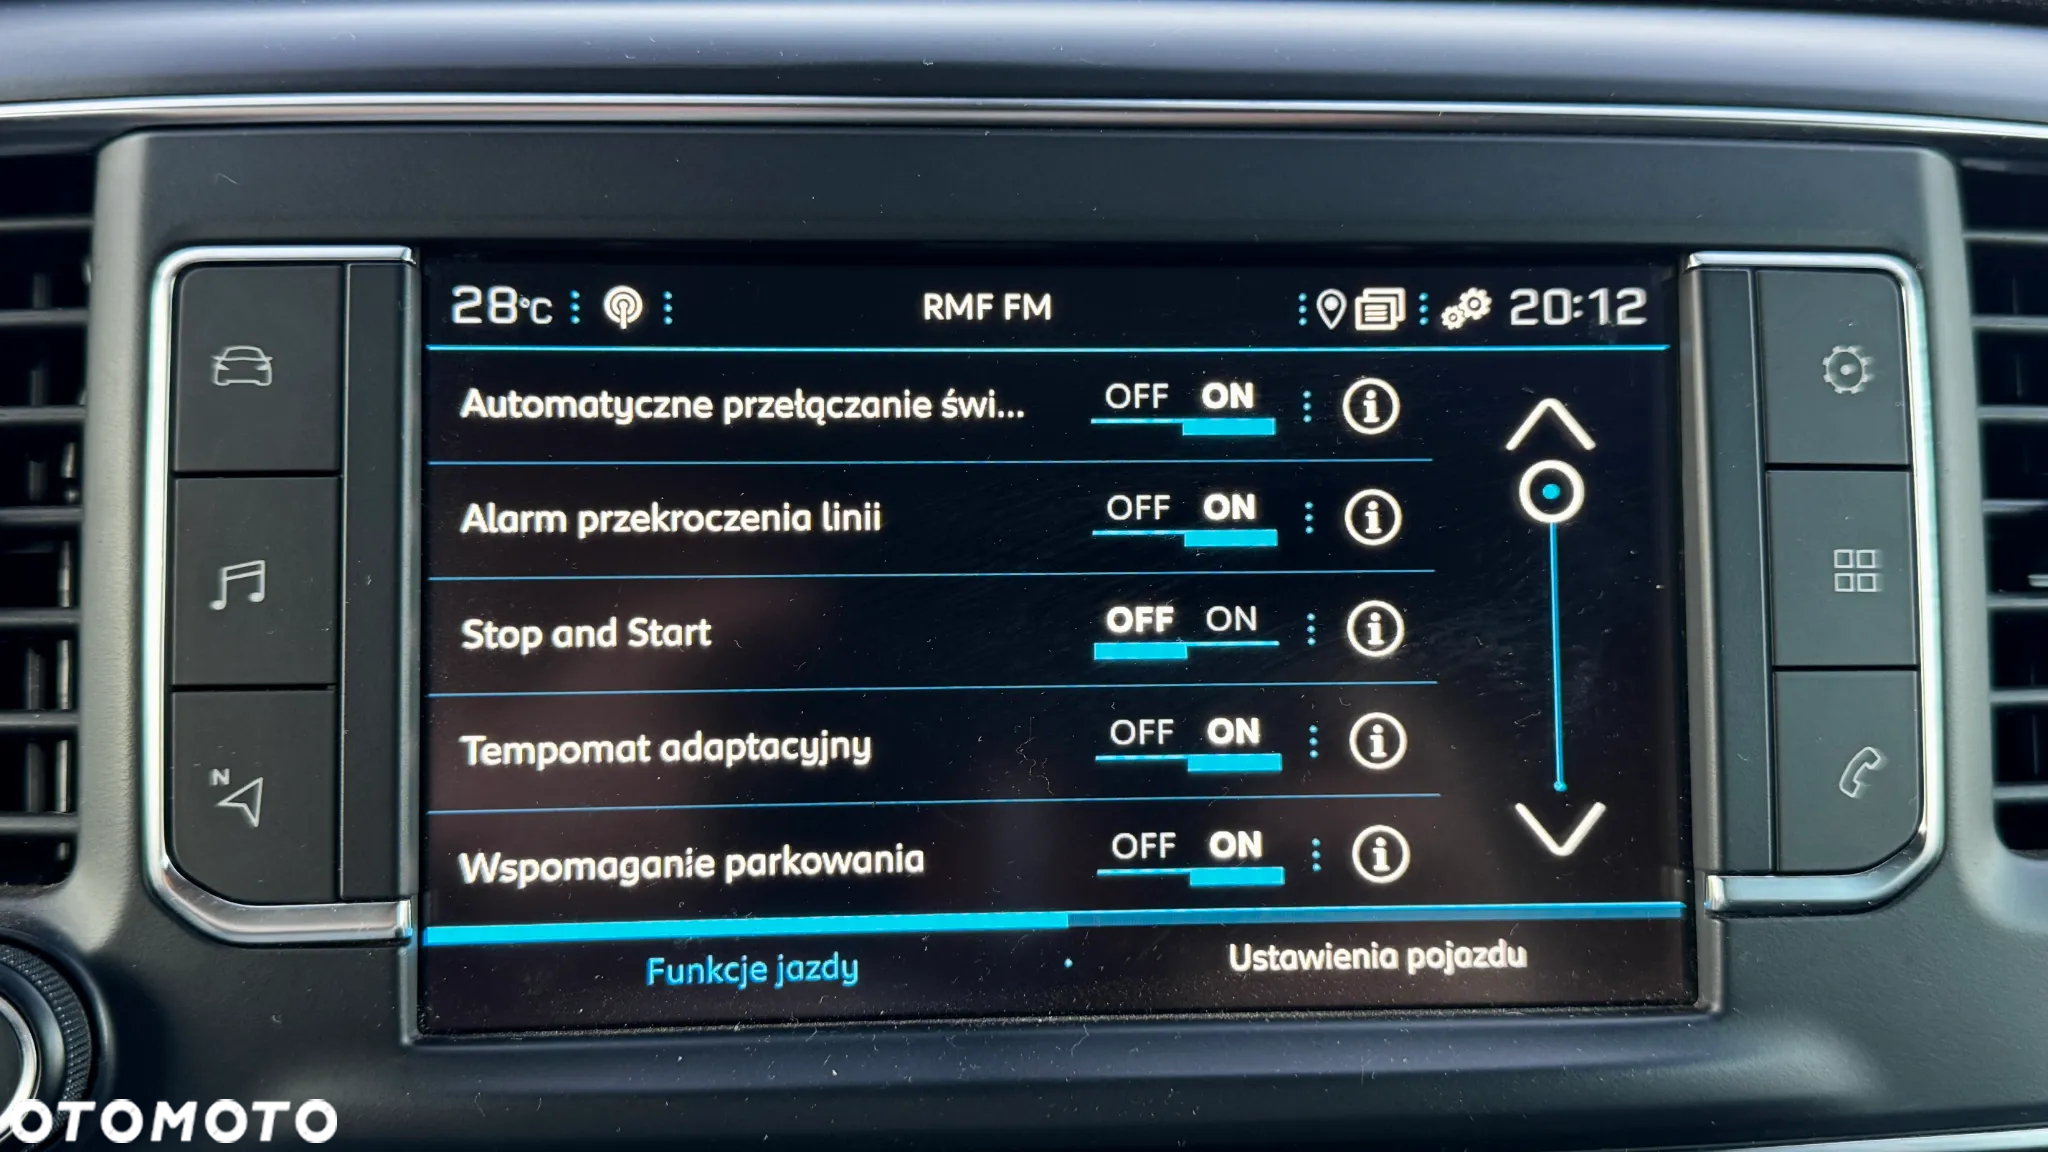 28°C
RMF FM
20:12
Automatyczne przełączanie świ...
OFF ON
Alarm przekroczenia linii
OFF ON
Stop and Start
OFF ON
Tempomat adaptacyjny
OFF ON
Wspomaganie parkowania
OFF ON
Funkcje jazdy
Ustawienia pojazdu
N
OTOMOTO